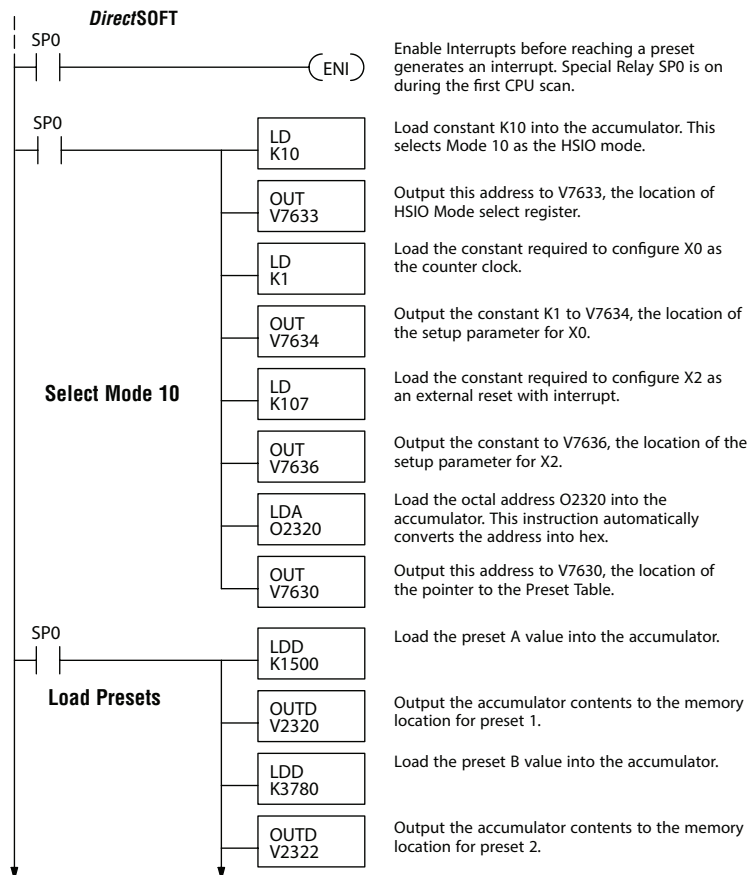 DirectSOFT
SP0
ENI
Enable Interrupts before reaching a preset
generates an interrupt. Special Relay SP0 is on
during the first CPU scan.
SP0
LD
K10
Load constant K10 into the accumulator. This
selects Mode 10 as the HSIO mode.
OUT
V7633
Output this address to V7633, the location of
HSIO Mode select register.
LD
K1
Load the constant required to configure X0 as
the counter clock.
OUT
V7634
Output the constant K1 to V7634, the location of
the setup parameter for X0.
Select Mode 10
LD
K107
Load the constant required to configure X2 as
an external reset with interrupt.
OUT
V7636
Output the constant to V7636, the location of the
setup parameter for X2.
LDA
O2320
Load the octal address O2320 into the
accumulator. This instruction automatically
converts the address into hex.
OUT
V7630
Output this address to V7630, the location of
the pointer to the Preset Table.
SP0
LDD
K1500
Load the preset A value into the accumulator.
Load Presets
OUTD
V2320
Output the accumulator contents to the memory
location for preset 1.
LDD
K3780
Load the preset B value into the accumulator.
OUTD
V2322
Output the accumulator contents to the memory
location for preset 2.